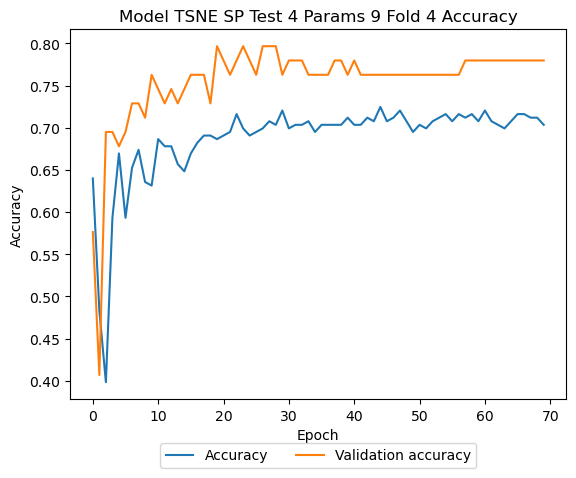 Model TSNE SP Test 4 Params 9 Fold 4 Accuracy
0.80
0.75
0.70
0.65
0.60
0.55
0.50
0.45
0.40
Accuracy
0 10 20 30 40 50 60 70
Epoch
Accuracy Validation accuracy